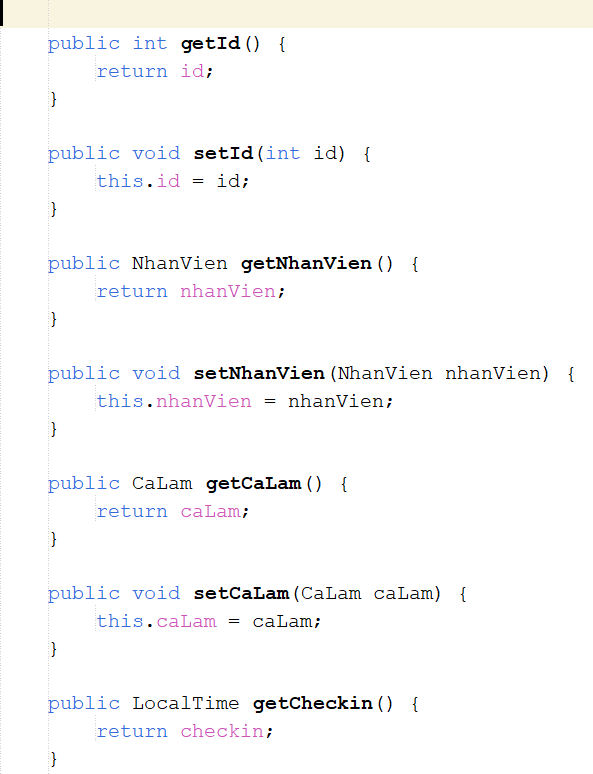 public int getId() {
    return id;
}
public void setId(int id) {
    this.id = id;
}
public NhanVien getNhanVien() {
    return nhanVien;
}
public void setNhanVien(NhanVien nhanVien) {
    this.nhanVien = nhanVien;
}
public CaLam getCaLam() {
    return caLam;
}
public void setCaLam(CaLam caLam) {
    this.caLam = caLam;
}
public LocalTime getCheckin() {
    return checkin;
}